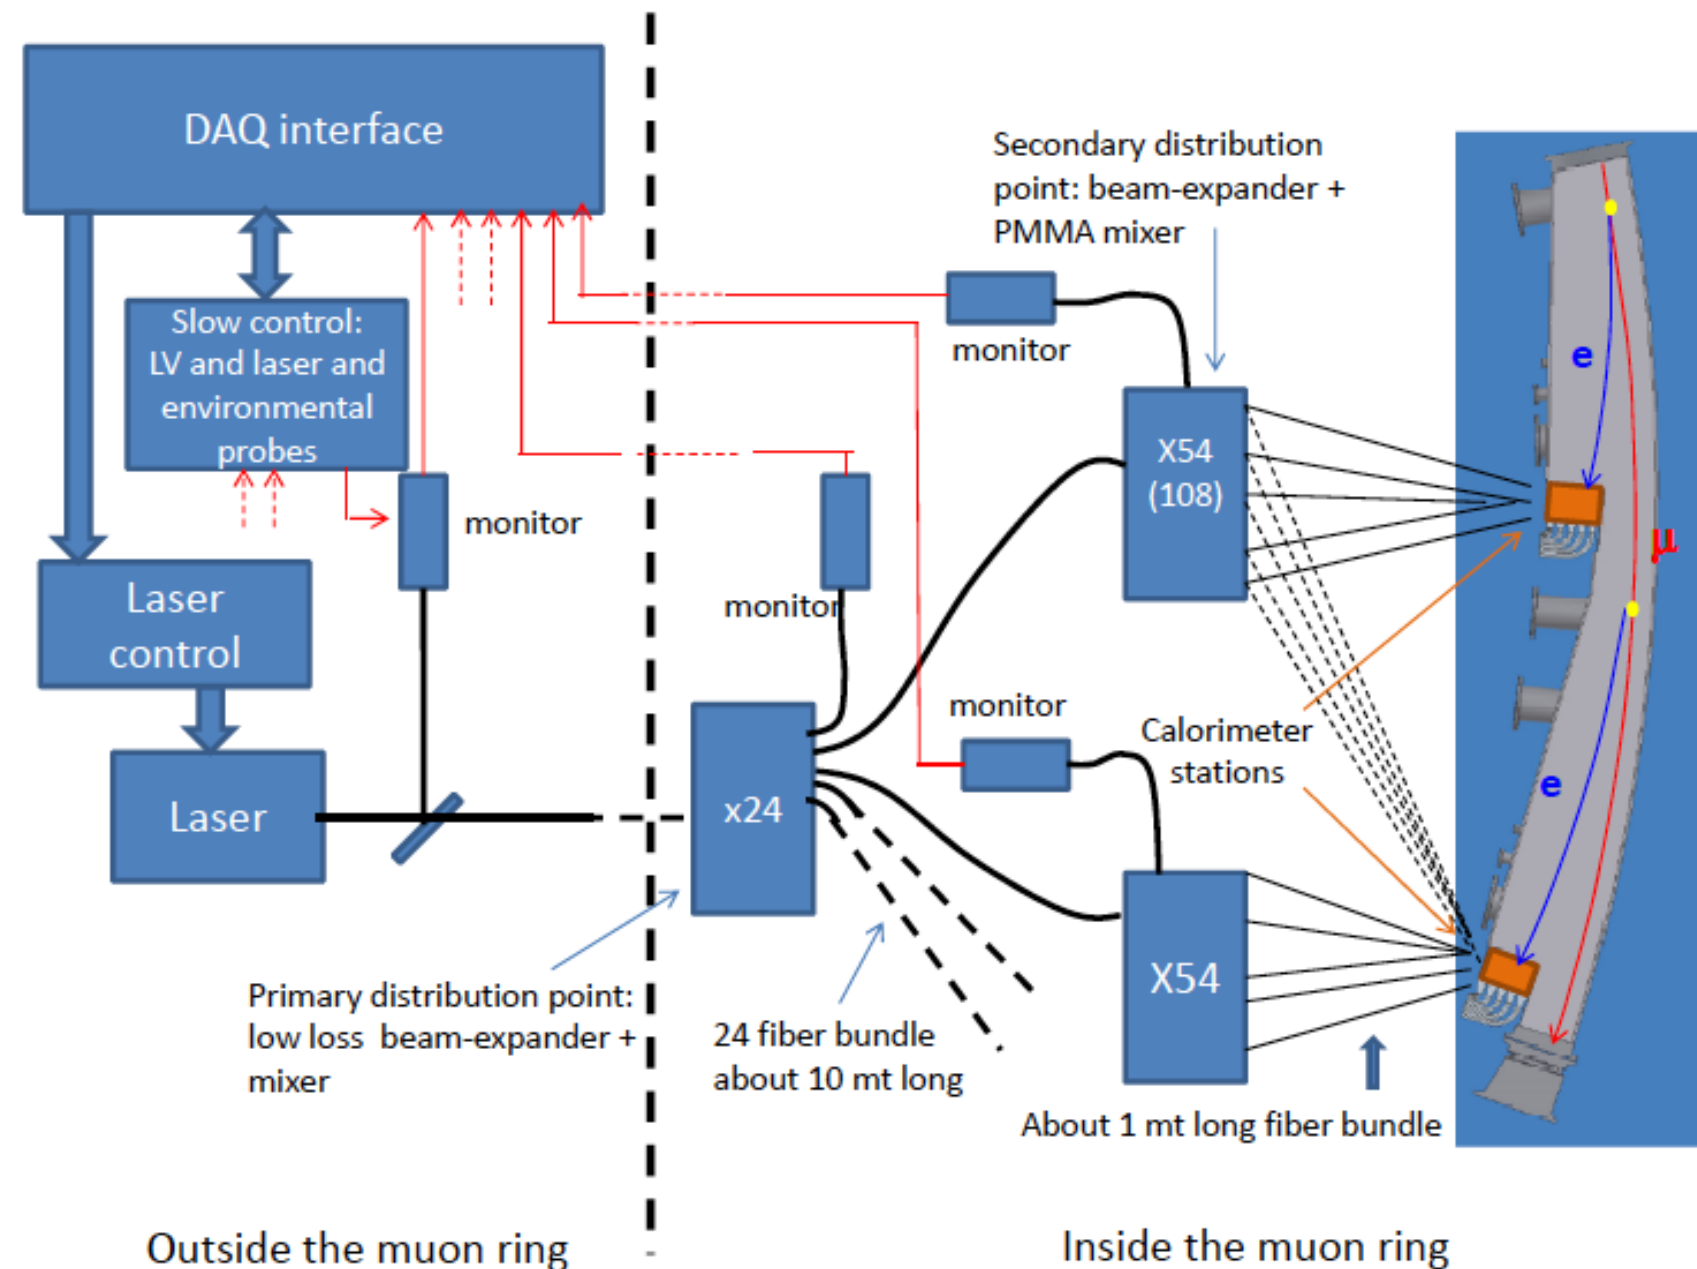 DAQ interface
Slow control:
LV and laser and
environmental
probes
monitor
Laser
control
Laser
Primary distribution point:
low loss beam-expander +
mixer
Outside the muon ring
Secondary distribution
point: beam-expander +
PMMA mixer
monitor
X54
(108)
monitor
x24
monitor
Calorimeter
stations
X54
24 fiber bundle
about 10 mt long
About 1 mt long fiber bundle
e
μ
e
Inside the muon ring